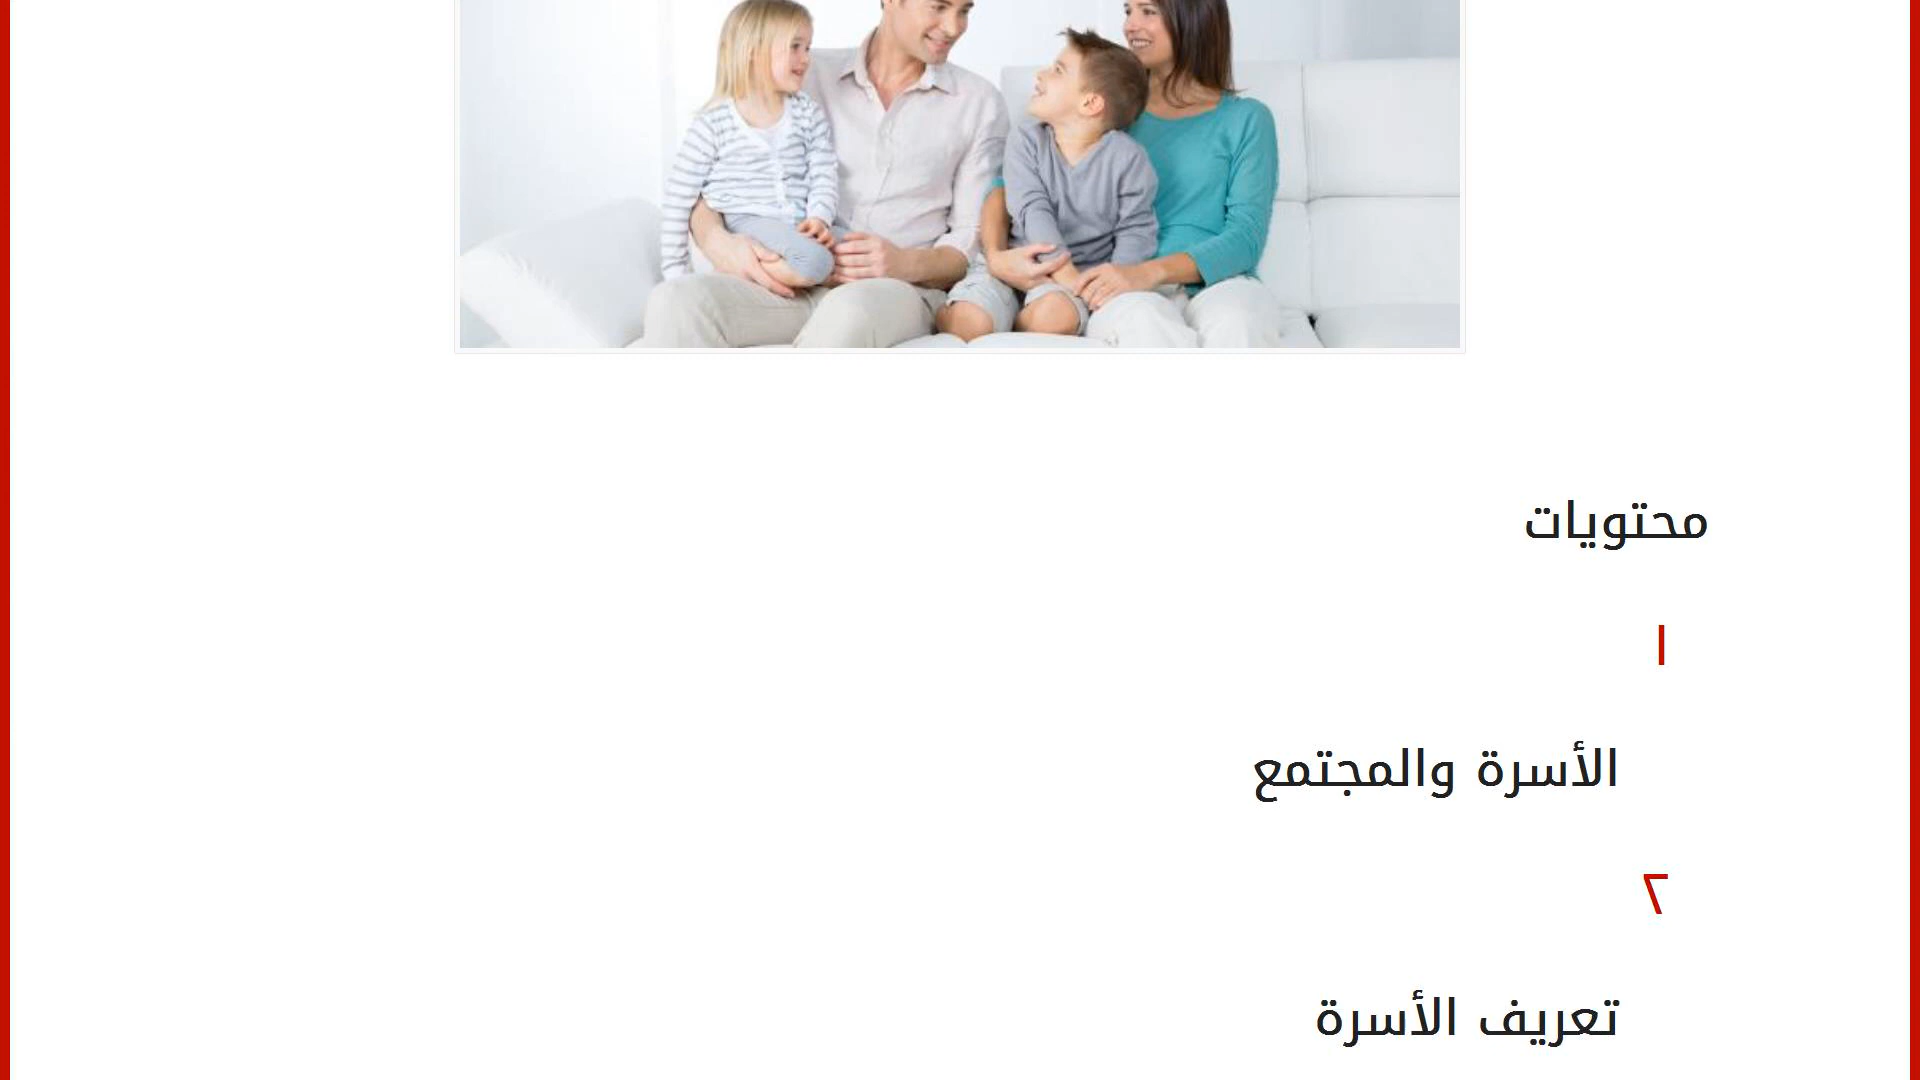 محتويات
١
الأسرة والمجتمع
٢
تعريف الأسرة